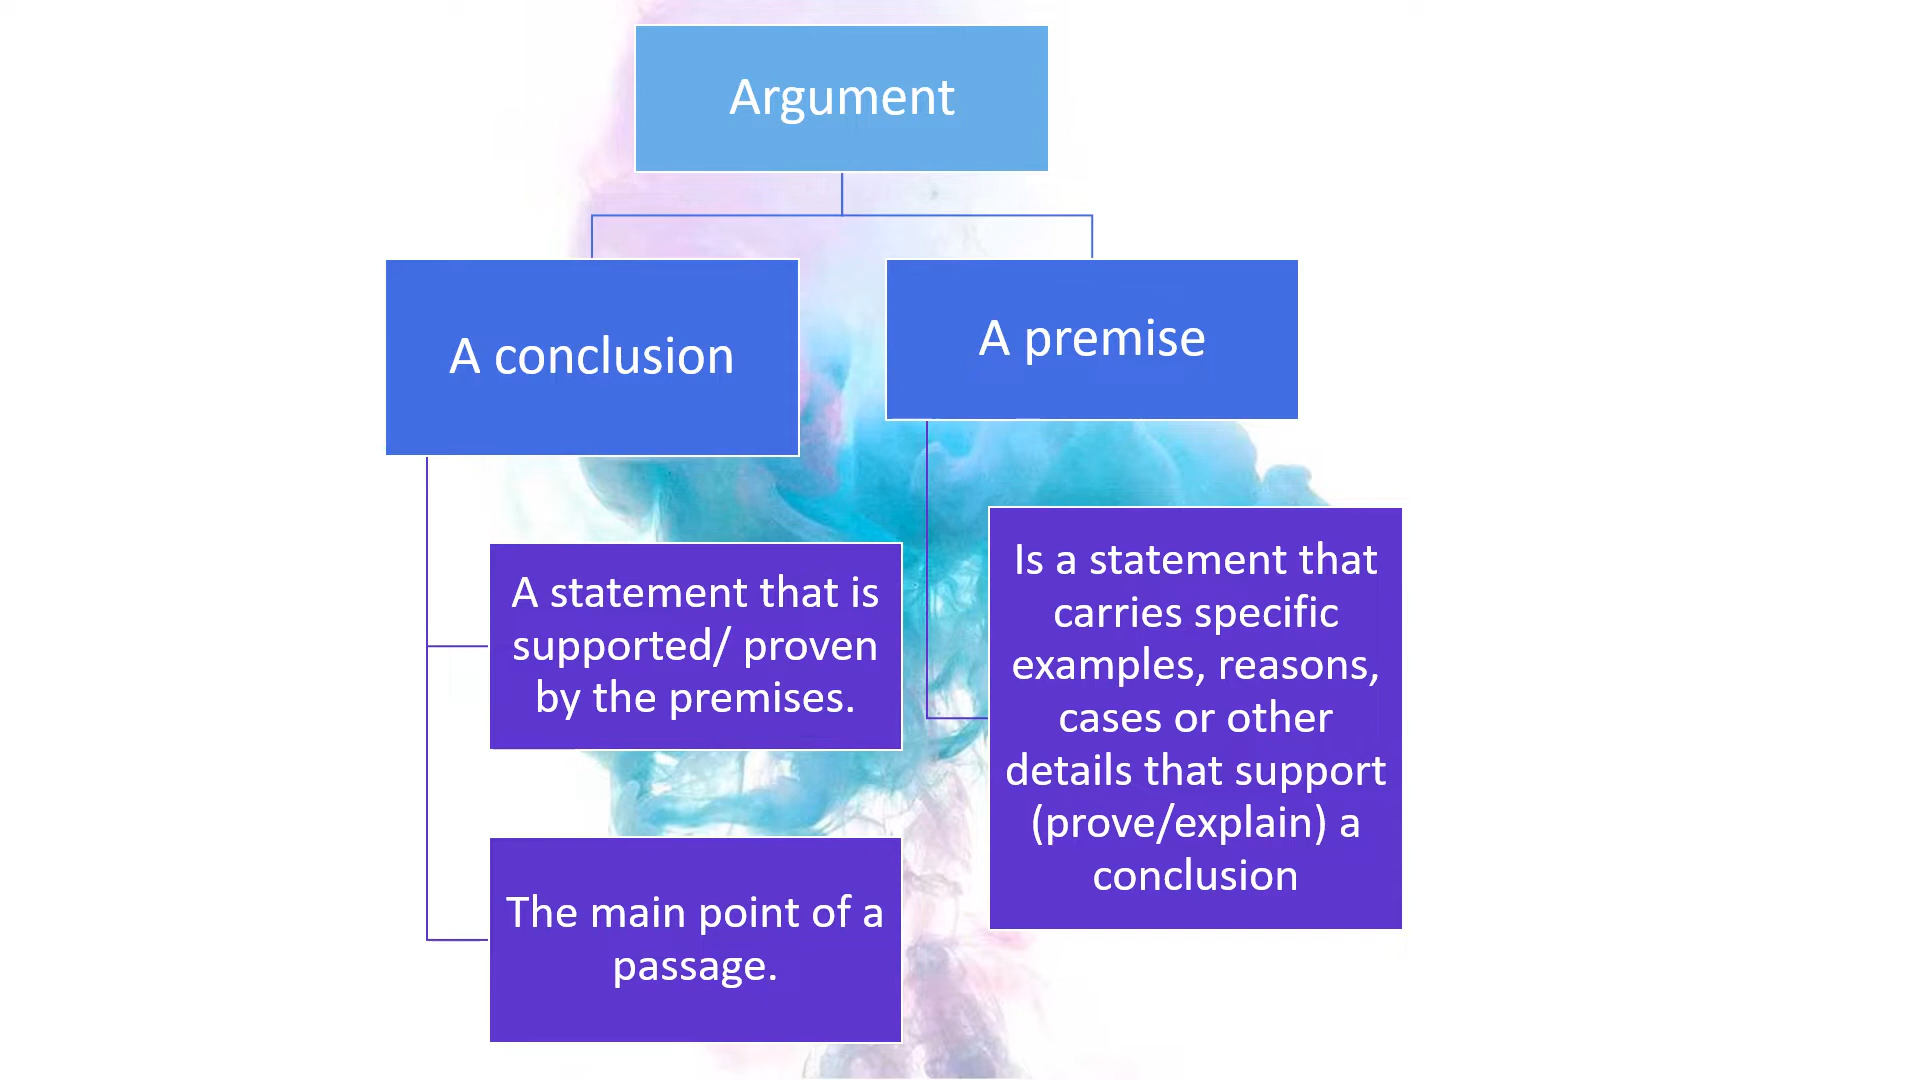 Argument
A conclusion
A premise
A statement that is
supported/ proven
by the premises.
The main point of a
passage.
Is a statement that
carries specific
examples, reasons,
cases or other
details that support
(prove/explain) a
conclusion